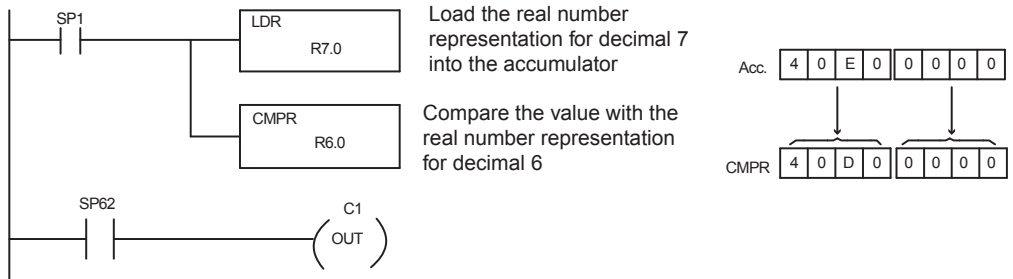 SP1
LDR
R7.0
Load the real number
representation for decimal 7
into the accumulator
Acc. 4 0 E 0 0 0 0 0
CMPR
R6.0
Compare the value with the
real number representation
for decimal 6
CMPR 4 0 D 0 0 0 0 0
SP62
C1
OUT